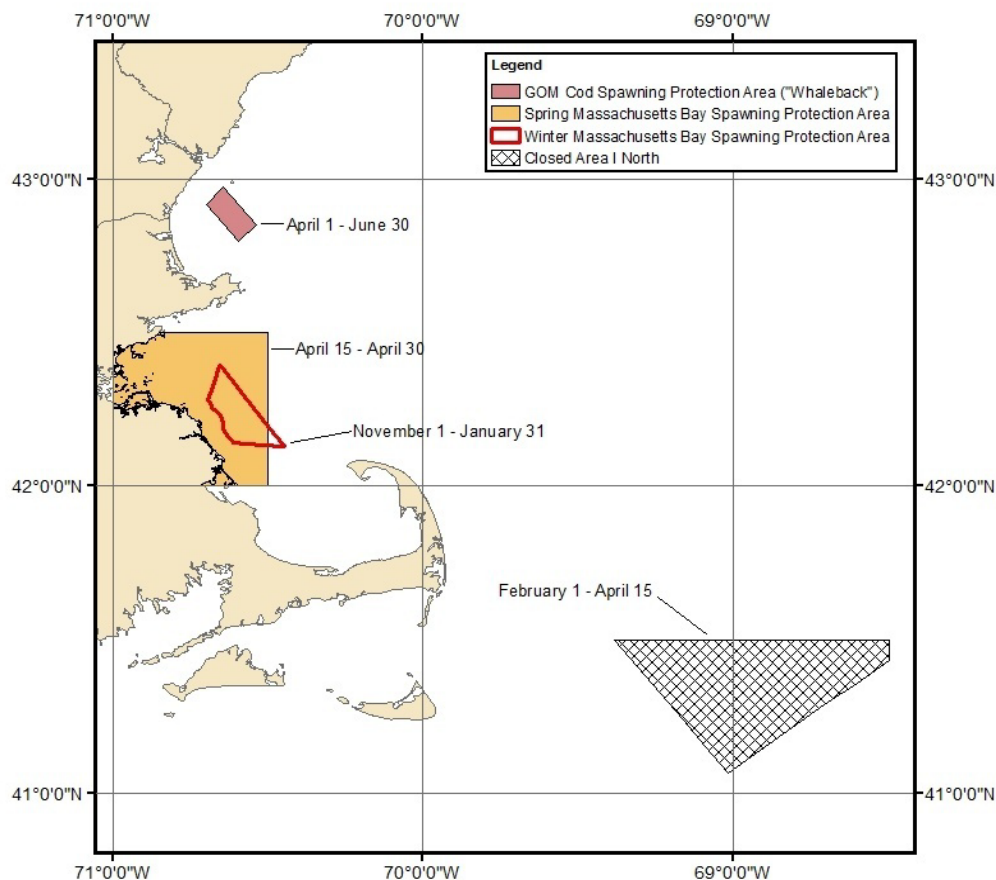 71°0'0"W 70°0'0"W 69°0'0"W
Legend
GOM Cod Spawning Protection Area ("Whaleback")
Spring Massachusetts Bay Spawning Protection Area
Winter Massachusetts Bay Spawning Protection Area
Closed Area I North
43°0'0"N 43°0'0"N
April 1 - June 30
April 15 - April 30
November 1 - January 31
42°0'0"N 42°0'0"N
February 1 - April 15
41°0'0"N 41°0'0"N
71°0'0"W 70°0'0"W 69°0'0"W